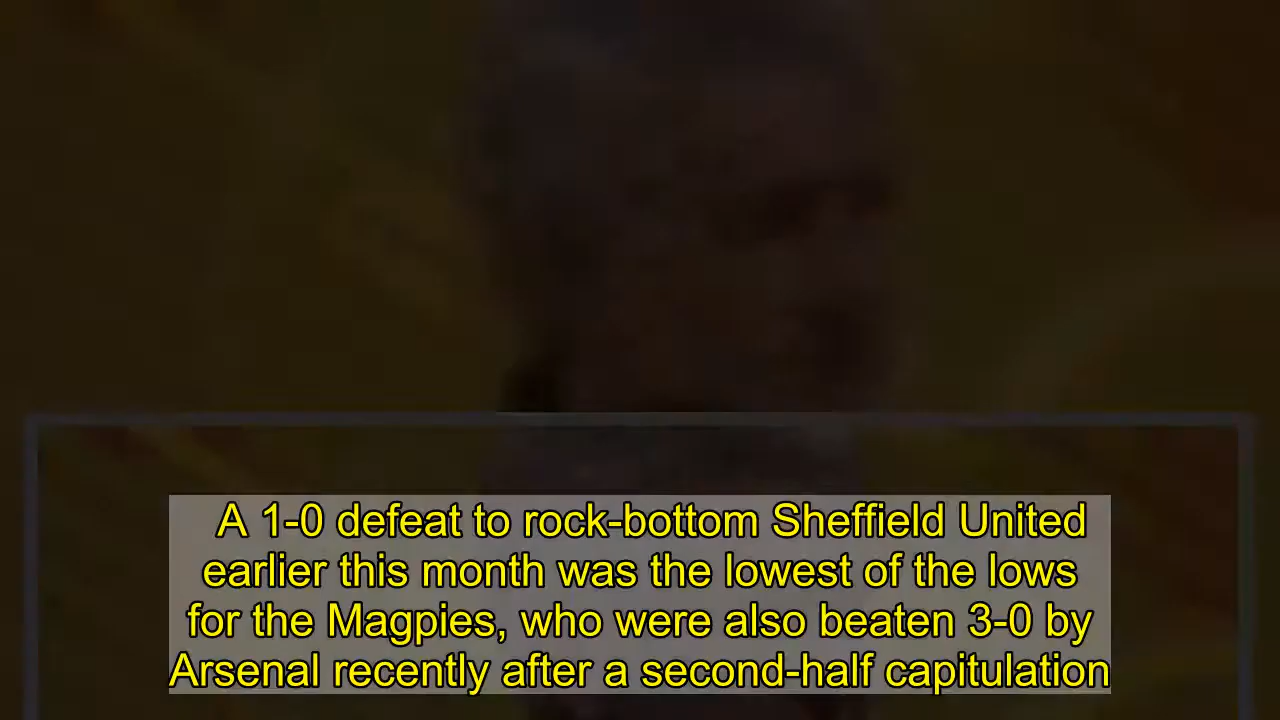 A 1-0 defeat to rock-bottom Sheffield United
earlier this month was the lowest of the lows
for the Magpies, who were also beaten 3-0 by
Arsenal recently after a second-half capitulation